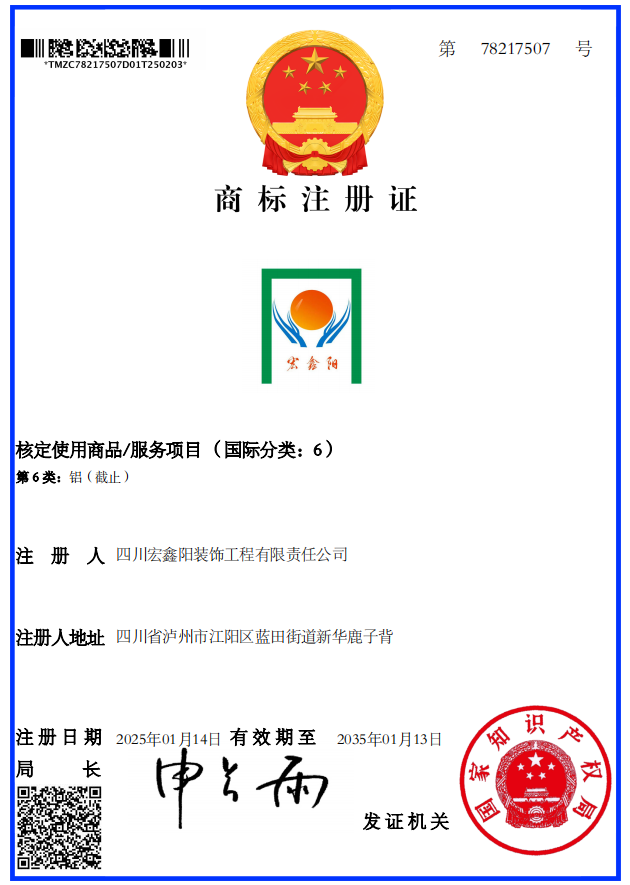 第 78217507 号
*TMZC78217507D01T250203*
商标注册证
宏鑫阳
核定使用商品/服务项目（国际分类：6）
第6类：铝（截止）
注册人 四川宏鑫阳装饰工程有限责任公司
注册人地址 四川省泸州市江阳区蓝田街道新华鹿子背
注册日期 2025年01月14日 有效期至 2035年01月13日
局长 申长雨
发证机关
国家知识产权局